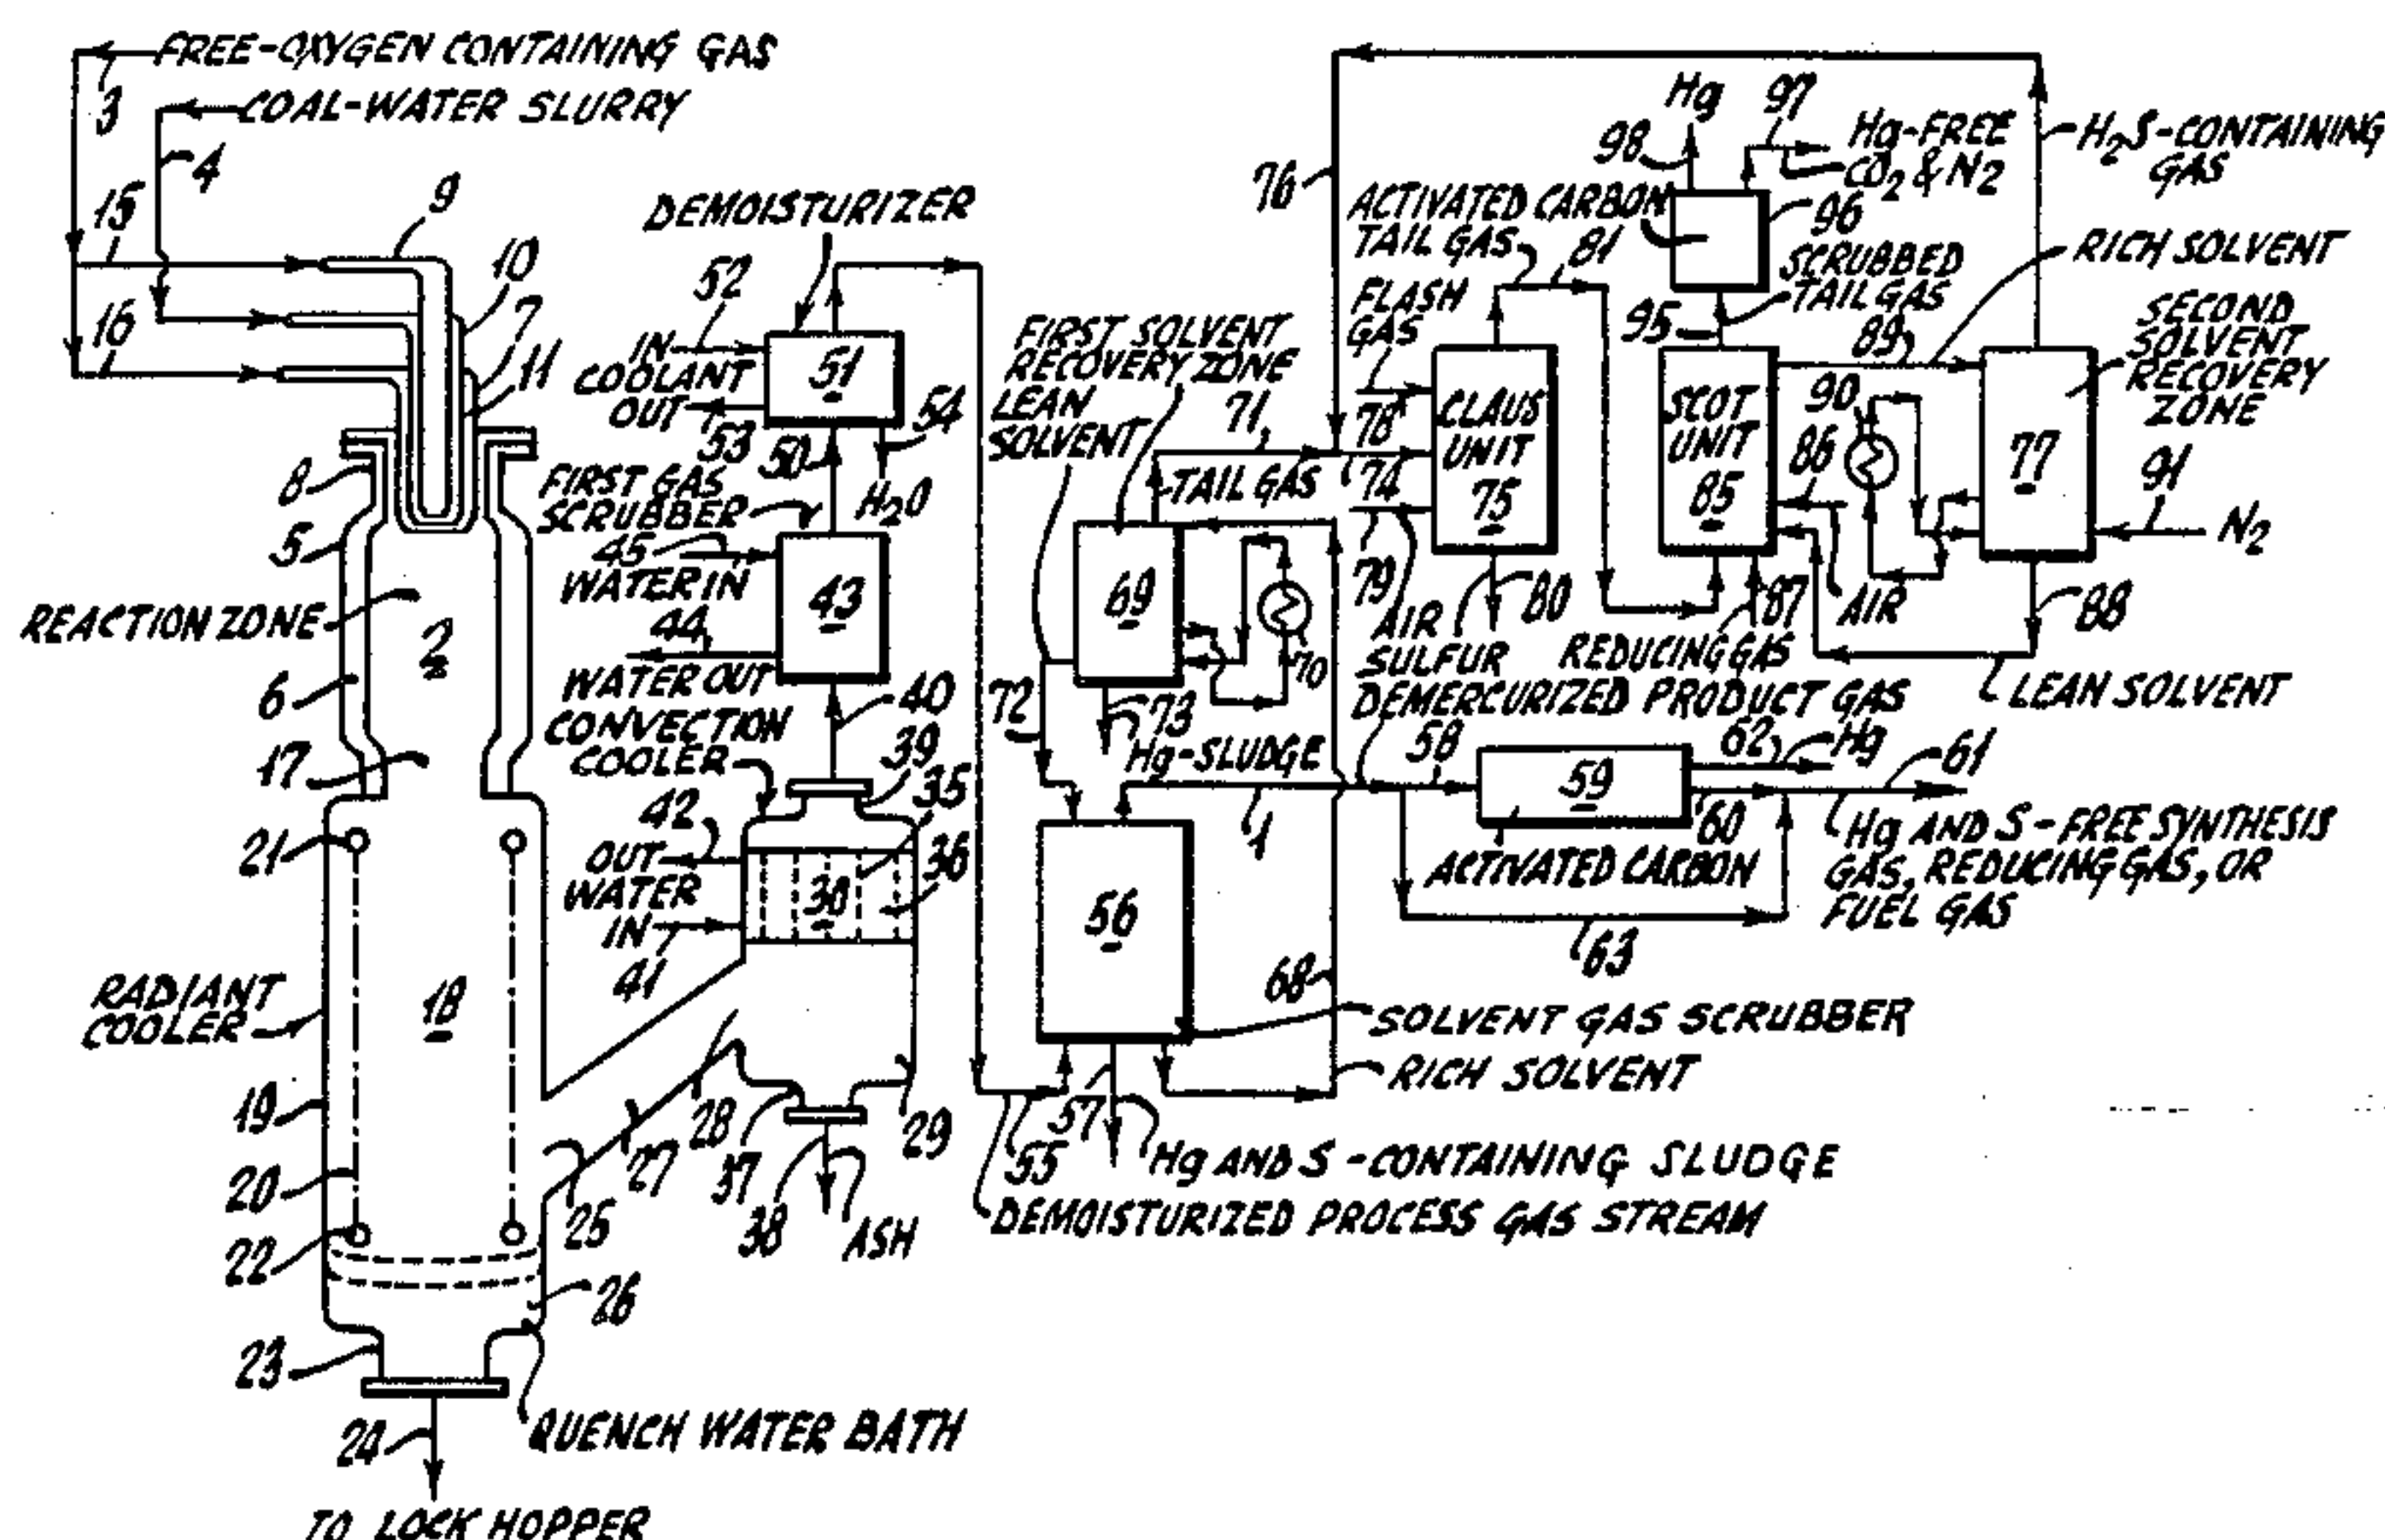 FREE-OXYGEN CONTAINING GAS
3
COAL-WATER SLURRY
4
15
9
10
16
7
11
8
5
REACTION ZONE
2
6
17
21
RADIANT
COOLER
18
19
20
22
25
27
28
26
23
24
QUENCH WATER BATH
TO LOCK HOPPER
DEMOISTURIZER
52
IN
COOLANT
OUT
51
53
50
54
H2O
FIRST GAS
SCRUBBER
45
WATER IN
43
44
WATER OUT
40
CONVECTION
COOLER
39
35
42
OUT
WATER
IN
30
36
41
37
38
ASH
29
FIRST SOLVENT
RECOVERY ZONE
LEAN
SOLVENT
71
TAIL GAS
69
70
72
73
Hg-SLUDGE
1
56
57
55
68
SOLVENT GAS SCRUBBER
RICH SOLVENT
Hg AND S-CONTAINING SLUDGE
DEMOISTURIZED PROCESS GAS STREAM
76
Hg
97
98
Hg-FREE
CO2 & N2
H2S-CONTAINING
GAS
ACTIVATED CARBON
TAIL GAS
81
96
SCRUBBED
TAIL GAS
RICH SOLVENT
FLASH
GAS
78
74
79
CLAUS
UNIT
75
95
89
SCOT
UNIT
85
90
86
SECOND
SOLVENT
RECOVERY
ZONE
77
91
N2
AIR
SULFUR
80
REDUCING GAS
87
AIR
88
LEAN SOLVENT
DEMERCURIZED PRODUCT GAS
58
59
62
Hg
61
60
ACTIVATED CARBON
63
Hg AND S-FREE SYNTHESIS
GAS, REDUCING GAS, OR
FUEL GAS